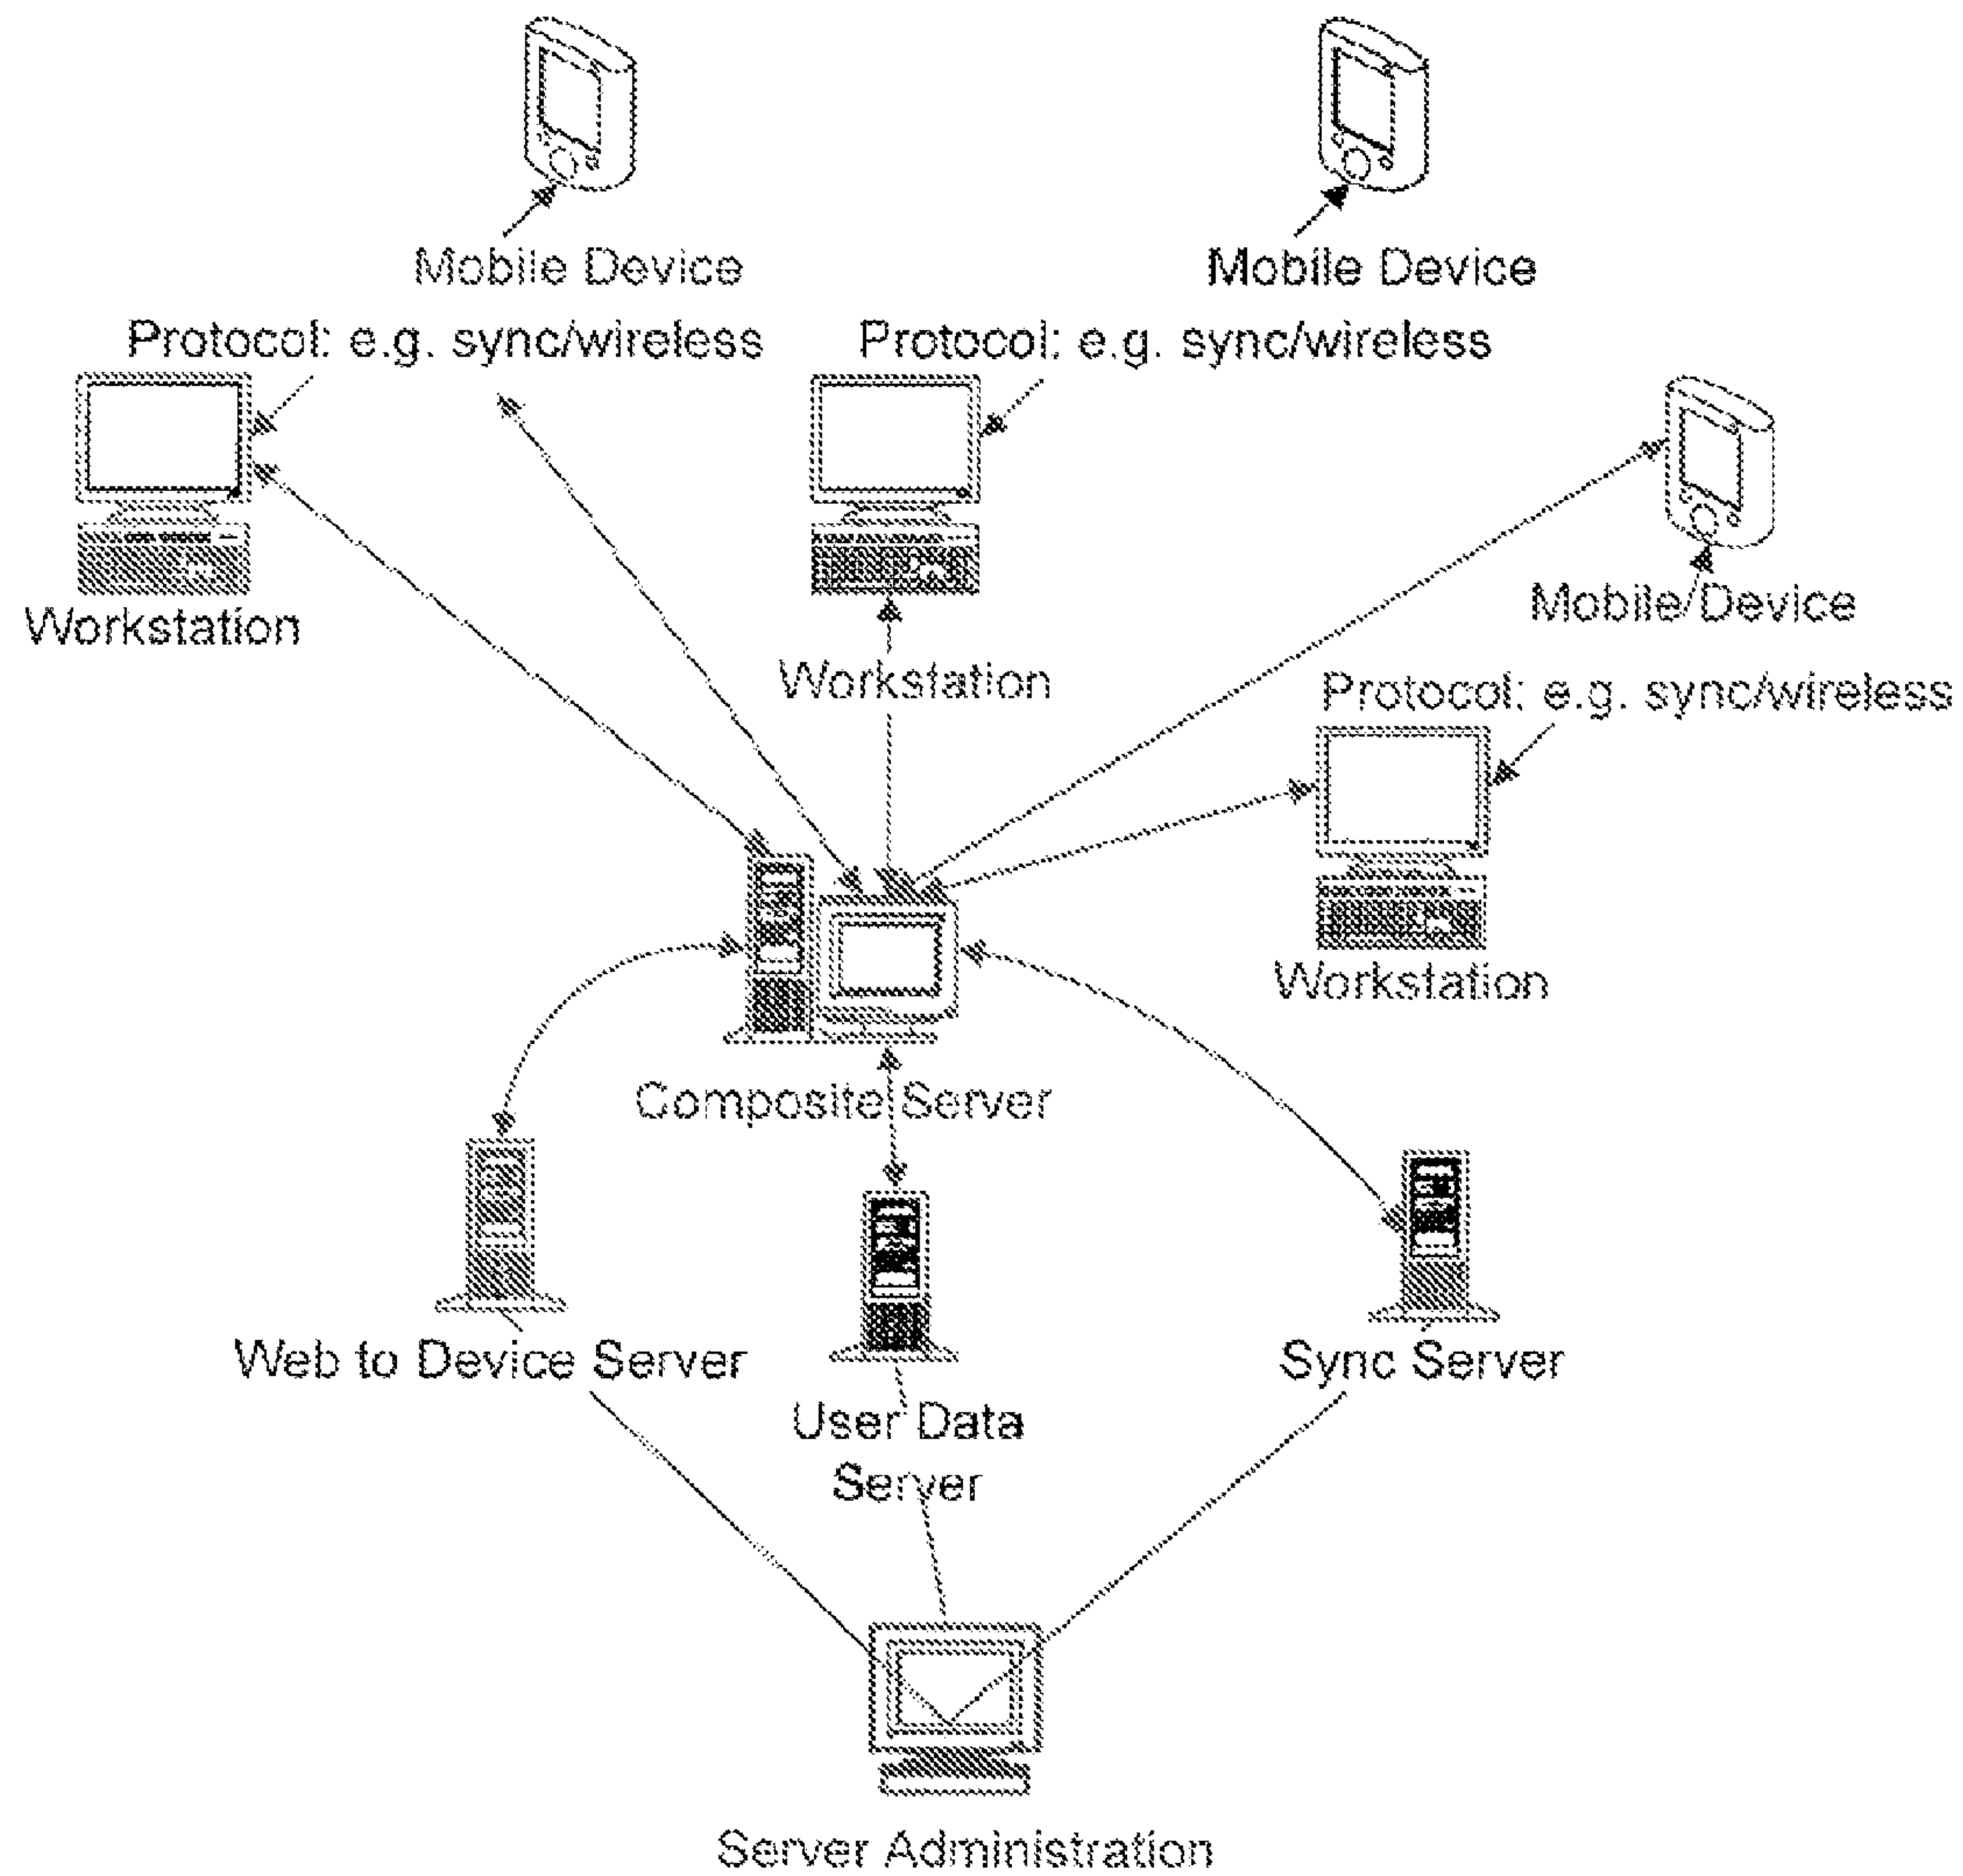 Mobile Device
Mobile Device
Protocol: e.g. sync/wireless
Protocol: e.g. sync/wireless
Mobile Device
Workstation
Workstation
Protocol: e.g. sync/wireless
Workstation
Composite Server
Web to Device Server
Sync Server
User Data
Server
Server Administration